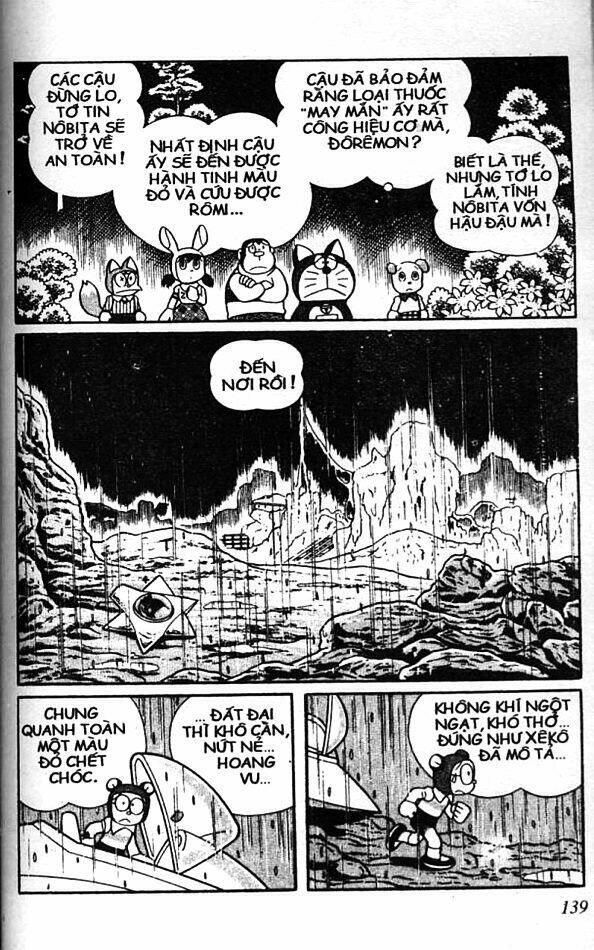 CÁC CẬU
ĐỪNG LO,
TỚ TIN
NÔBITA SẼ
TRỞ VỀ
AN TOÀN!
NHẤT ĐỊNH CẬU
ẤY SẼ ĐẾN ĐƯỢC
HÀNH TINH MÀU
ĐỎ VÀ CỨU ĐƯỢC
RÔMI...
CẬU ĐÃ BẢO ĐẢM
RẰNG LOẠI THUỐC
"MAY MẮN" ẤY RẤT
CÔNG HIỆU CƠ MÀ,
ĐÔRÊMON?
BIẾT LÀ THẾ,
NHƯNG TỚ LO
LẮM, TÍNH
NÔBITA VỐN
HẬU ĐẬU MÀ!
ĐẾN
NƠI RỒI!
CHUNG
QUANH TOÀN
MỘT MÀU
ĐỎ CHẾT
CHÓC.
... ĐẤT ĐAI
THÌ KHÔ CẰN,
NỨT NẺ...
HOANG
VU...
KHÔNG KHÍ NGỘT
NGẠT, KHÓ THỞ...
ĐÚNG NHƯ XÊKÔ
ĐÃ MÔ TẢ...
139